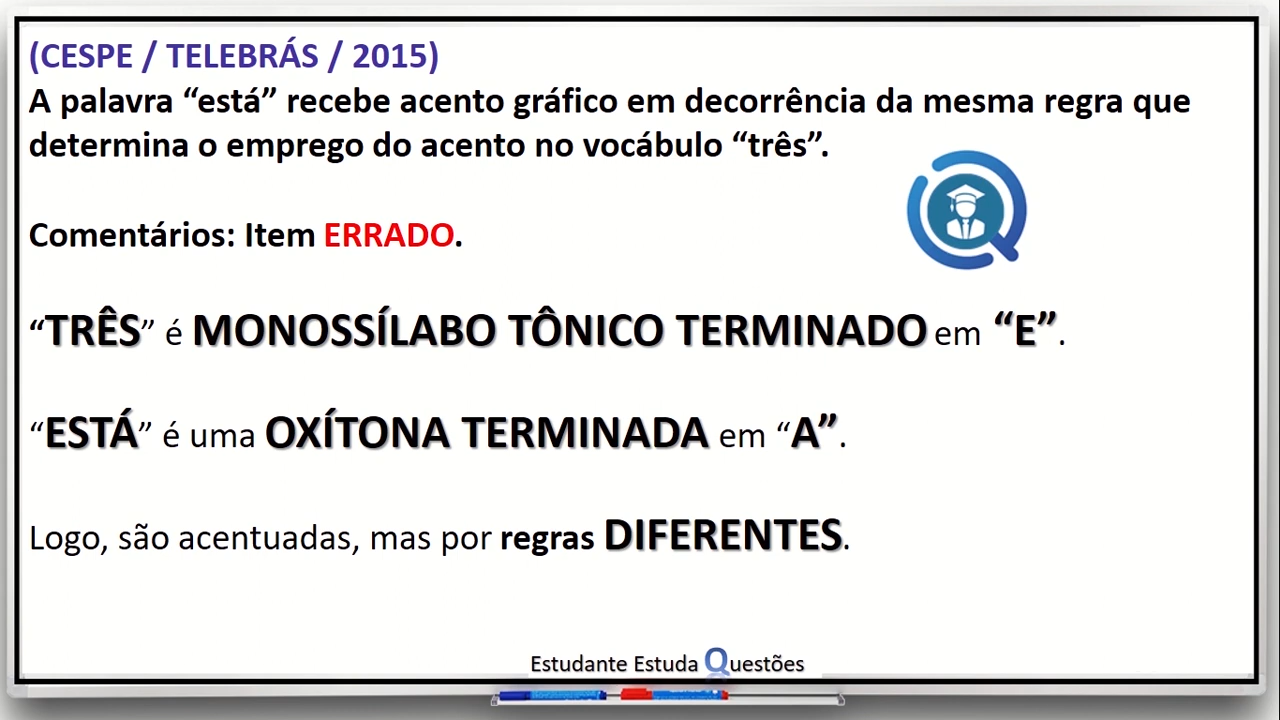 (CESPE / TELEBRÁS / 2015)
A palavra “está” recebe acento gráfico em decorrência da mesma regra que
determina o emprego do acento no vocábulo “três”.
Comentários: Item ERRADO.
“TRÊS” é MONOSSÍLABO TÔNICO TERMINADO em “E”.
“ESTÁ” é uma OXÍTONA TERMINADA em “A”.
Logo, são acentuadas, mas por regras DIFERENTES.
Estudante Estuda Questões